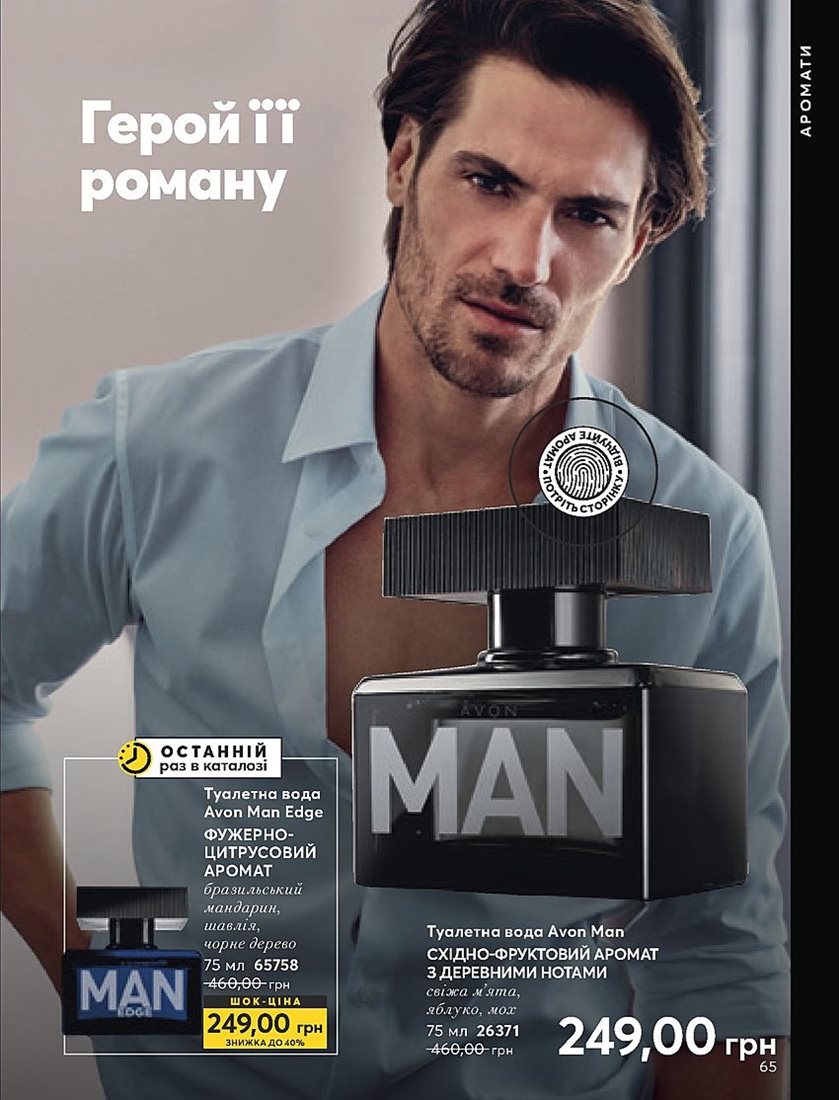 АРОМАТИ
Герой її
роману
ВІДЧУЙТЕ АРОМАТ • ПОТРІТЬ СТОРІНКУ •
AVON
MAN
ОСТАННІЙ
раз в каталозі
Туалетна вода
Avon Man Edge
ФУЖЕРНО-
ЦИТРУСОВИЙ
АРОМАТ
бразильський
мандарин,
шавлія,
чорне дерево
75 мл 65758
460,00 грн
ШОК-ЦІНА
249,00 грн
ЗНИЖКА ДО 40%
MAN
EDGE
Туалетна вода Avon Man
СХІДНО-ФРУКТОВИЙ АРОМАТ
З ДЕРЕВНИМИ НОТАМИ
свіжа м'ята,
яблуко, мох
75 мл 26371
460,00 грн
249,00 грн
65